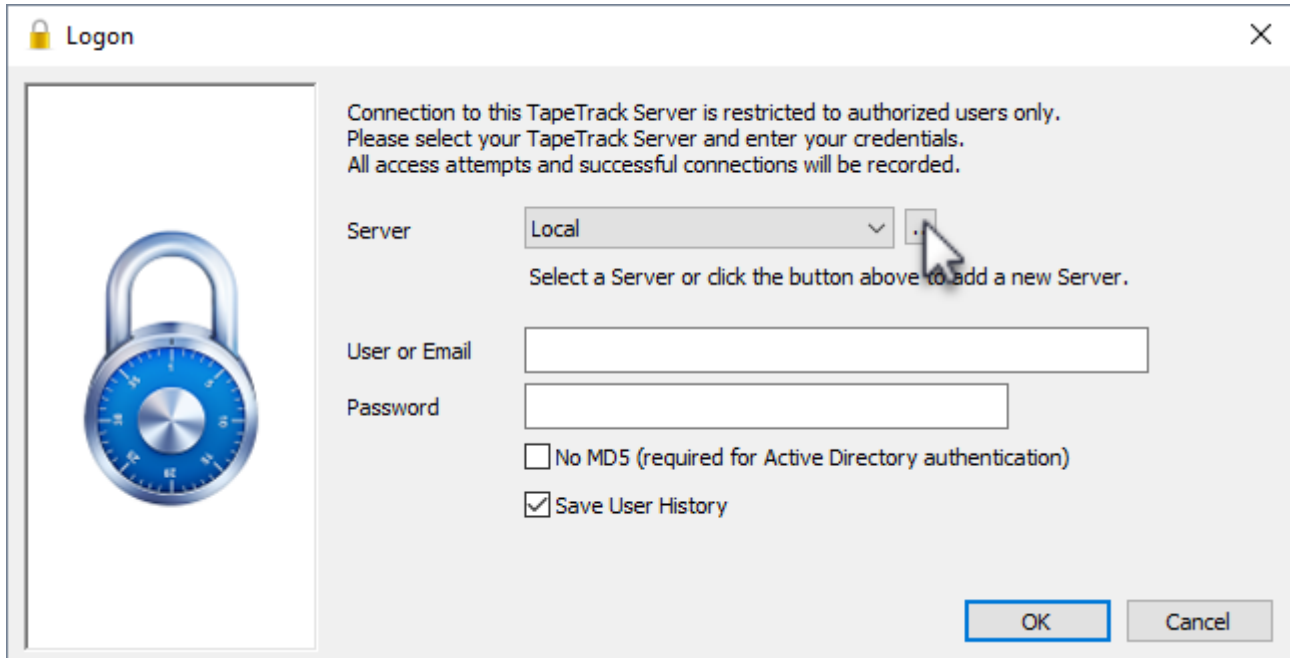 Logon
Connection to this TapeTrack Server is restricted to authorized users only.
Please select your TapeTrack Server and enter your credentials.
All access attempts and successful connections will be recorded.
Server
Local
Select a Server or click the button above to add a new Server.
User or Email
Password
No MD5 (required for Active Directory authentication)
Save User History
OK
Cancel